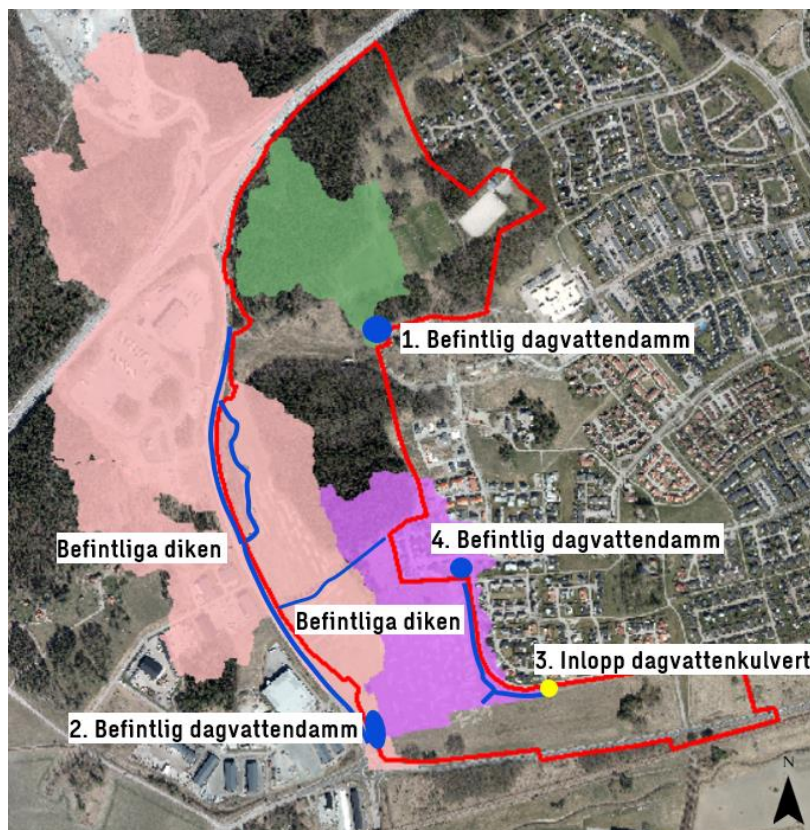 1. Befintlig dagvattendamm
4. Befintlig dagvattendamm
Befintliga diken
Befintliga diken
3. Inlopp dagvattenkulvert
2. Befintlig dagvattendamm
N